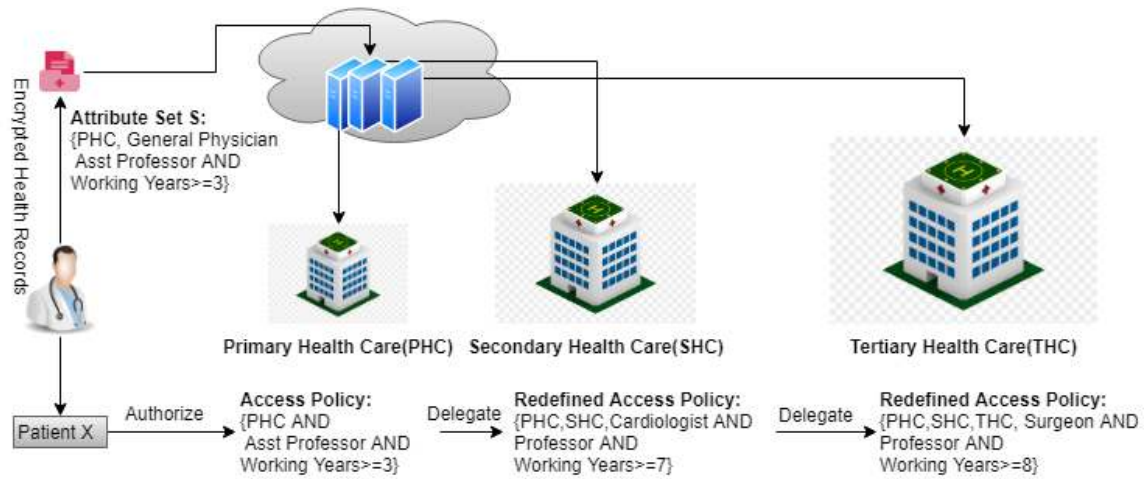 Encrypted Health Records
Attribute Set S:
{PHC, General Physician
Asst Professor AND
Working Years>=3}
Primary Health Care(PHC)
Secondary Health Care(SHC)
Tertiary Health Care(THC)
Patient X
Authorize
Access Policy:
{PHC AND
Asst Professor AND
Working Years>=3}
Delegate
Redefined Access Policy:
{PHC,SHC,Cardiologist AND
Professor AND
Working Years>=7}
Delegate
Redefined Access Policy:
{PHC,SHC,THC, Surgeon AND
Professor AND
Working Years>=8}
H
H
H